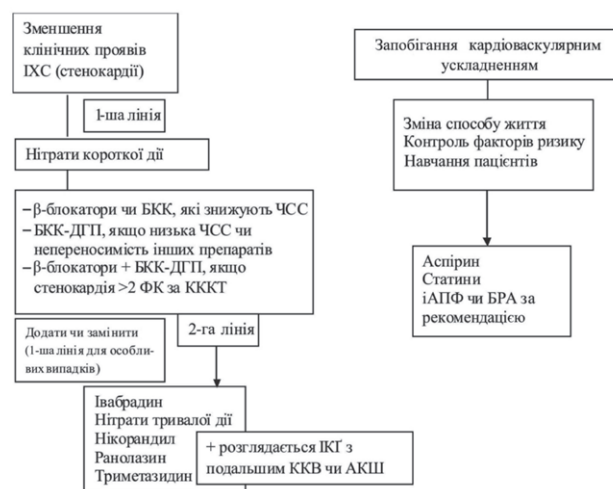 Зменшення
клінічних проявів
ІХС (стенокардії)
1-ша лінія
Нітрати короткої дії
–β-блокатори чи БКК, які знижують ЧСС
–БКК-ДГП, якщо низька ЧСС чи
непереносимість інших препаратів
–β-блокатори + БКК-ДГП, якщо
стенокардія >2 ФК за КККТ
2-га лінія
Додати чи замінити
(1-ша лінія для особли-
вих випадків)
Івабрадин
Нітрати тривалої дії
Нікорандил
Ранолазин
Триметазидин
+ розглядається ІКҐ з
подальшим ККВ чи АКШ
Запобігання кардіоваскулярним
ускладненням
Зміна способу життя
Контроль факторів ризику
Навчання пацієнтів
Аспірин
Статини
іАПФ чи БРА за
рекомендацією